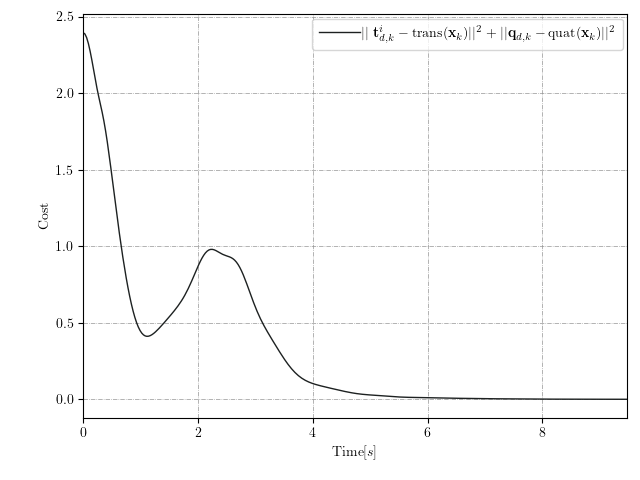 2.5
|| t^i_{d,k} − trans(x_k)||^2 + ||q_{d,k} − quat(x_k)||^2
2.0
1.5
Cost
1.0
0.5
0.0
0 2 4 6 8
Time[s]